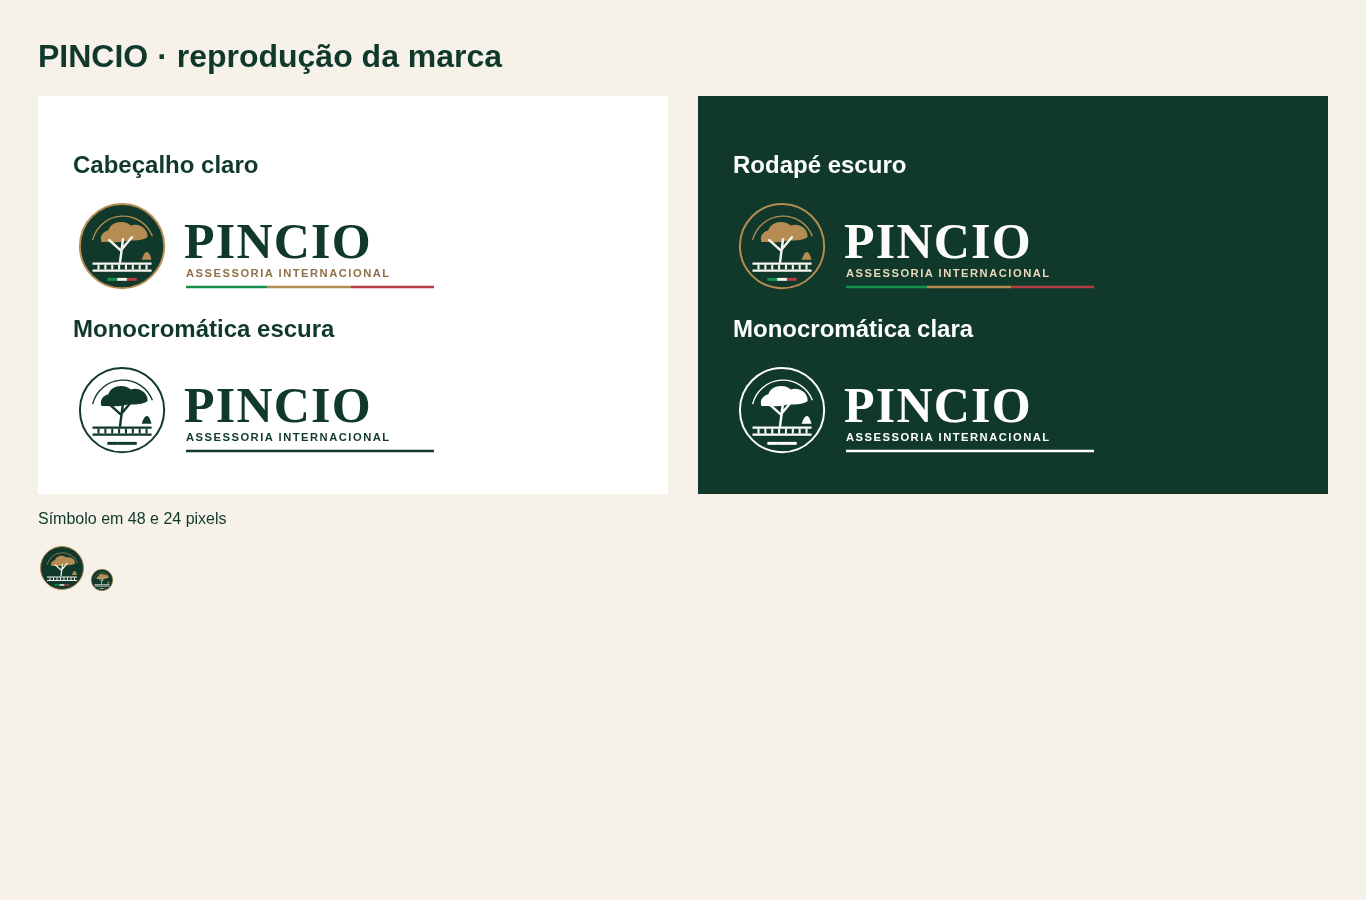 PINCIO · reprodução da marca
Cabeçalho claro
PINCIO
ASSESSORIA INTERNACIONAL
Monocromática escura
PINCIO
ASSESSORIA INTERNACIONAL
Rodapé escuro
PINCIO
ASSESSORIA INTERNACIONAL
Monocromática clara
PINCIO
ASSESSORIA INTERNACIONAL
Símbolo em 48 e 24 pixels